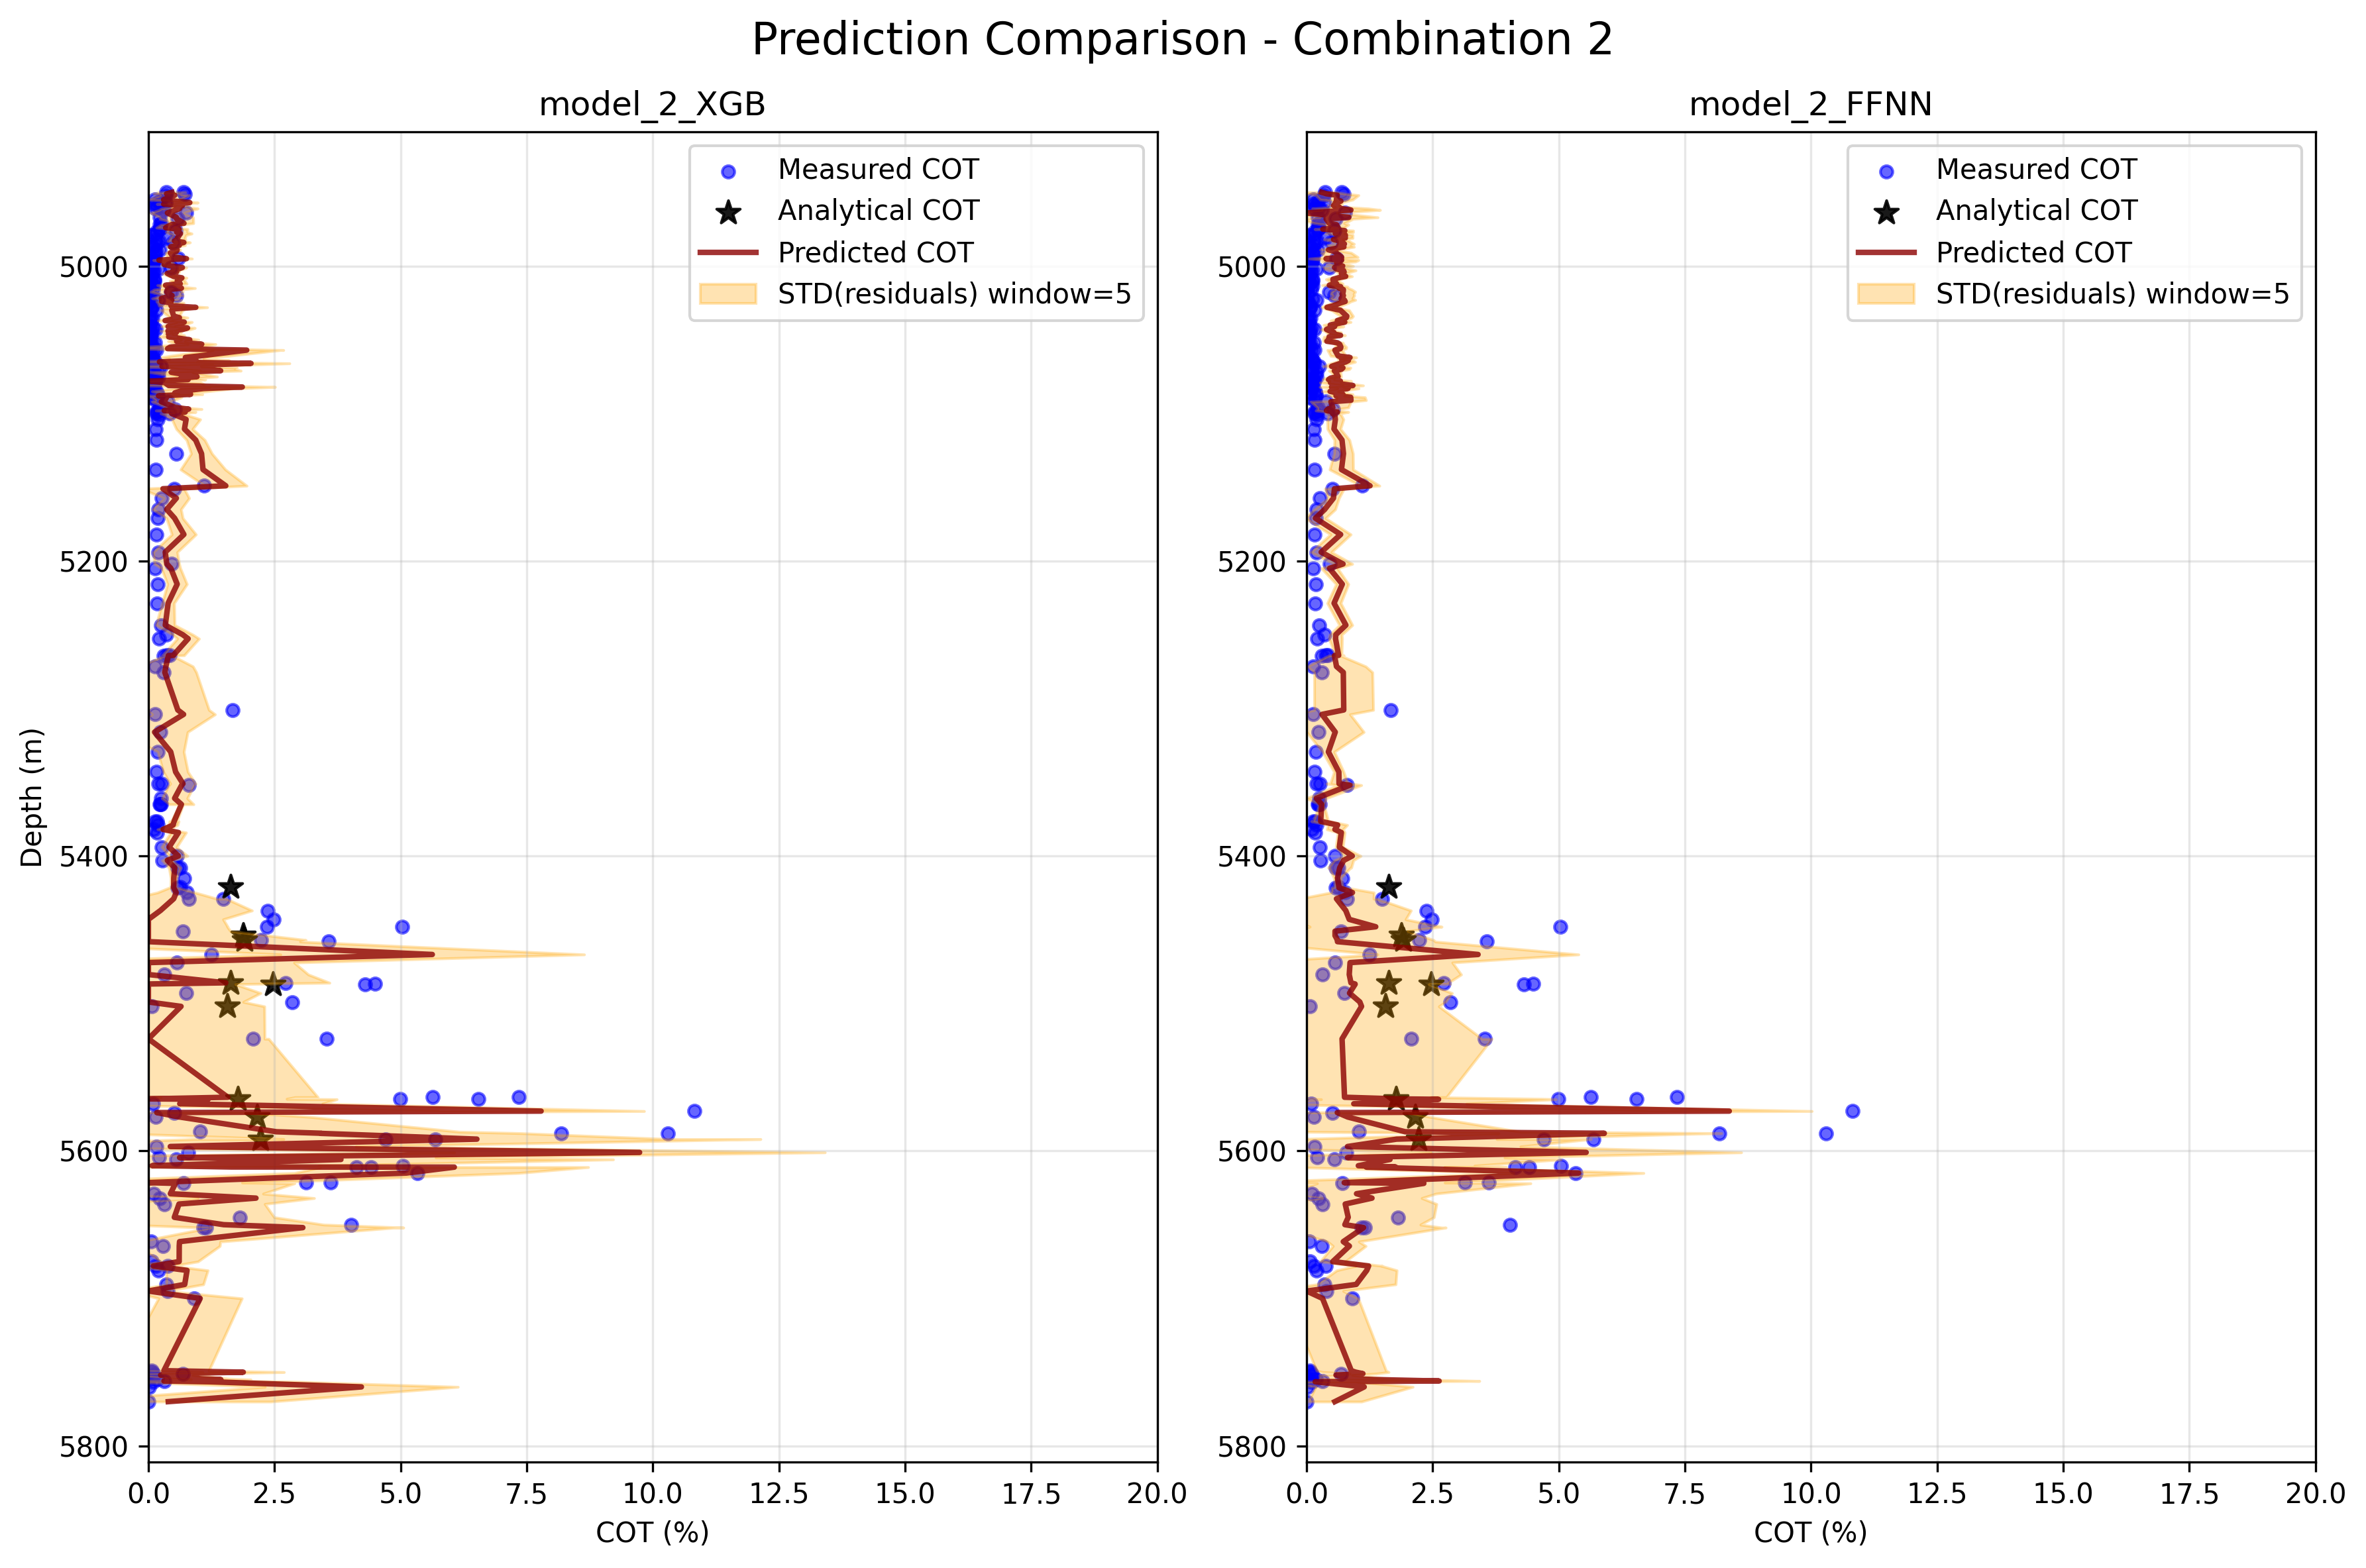 Prediction Comparison - Combination 2
model_2_XGB
Measured COT
Analytical COT
Predicted COT
STD(residuals) window=5
5000
5200
5400
5600
5800
Depth (m)
0.0 2.5 5.0 7.5 10.0 12.5 15.0 17.5 20.0
COT (%)
model_2_FFNN
Measured COT
Analytical COT
Predicted COT
STD(residuals) window=5
5000
5200
5400
5600
5800
0.0 2.5 5.0 7.5 10.0 12.5 15.0 17.5 20.0
COT (%)